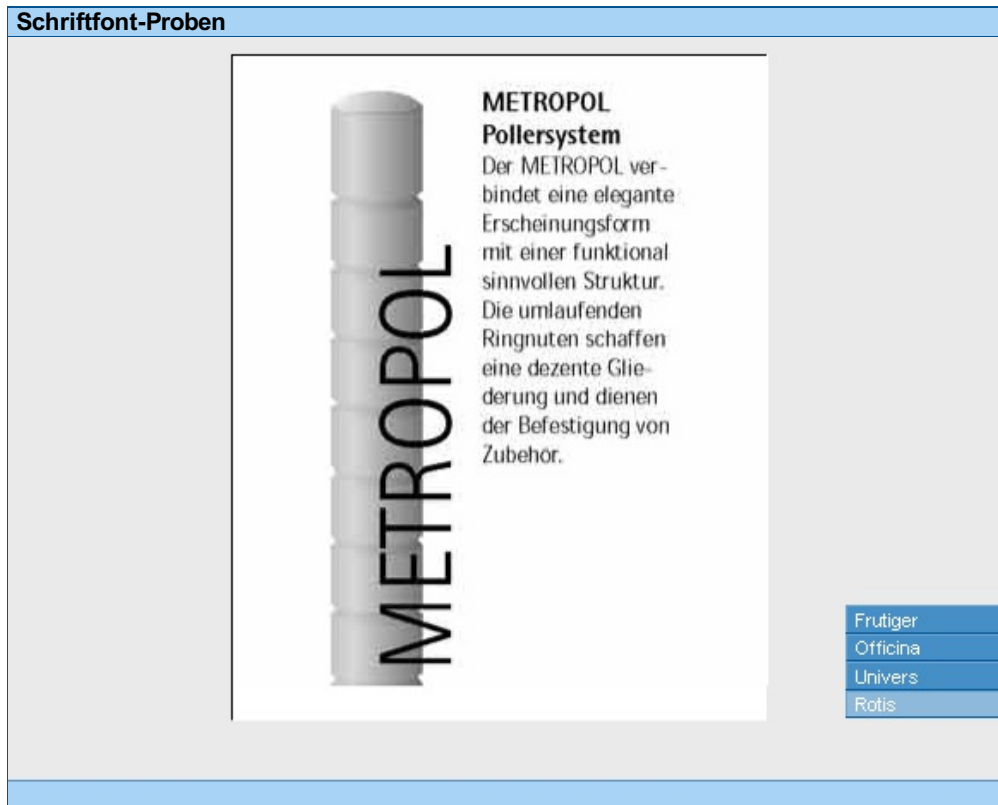 Schriftfont-Proben
METROPOL
METROPOL
Pollersystem
Der METROPOL ver-
bindet eine elegante
Erscheinungsform
mit einer funktional
sinnvollen Struktur.
Die umlaufenden
Ringnuten schaffen
eine dezente Glie-
derung und dienen
der Befestigung von
Zubehör.
Frutiger
Officina
Univers
Rotis